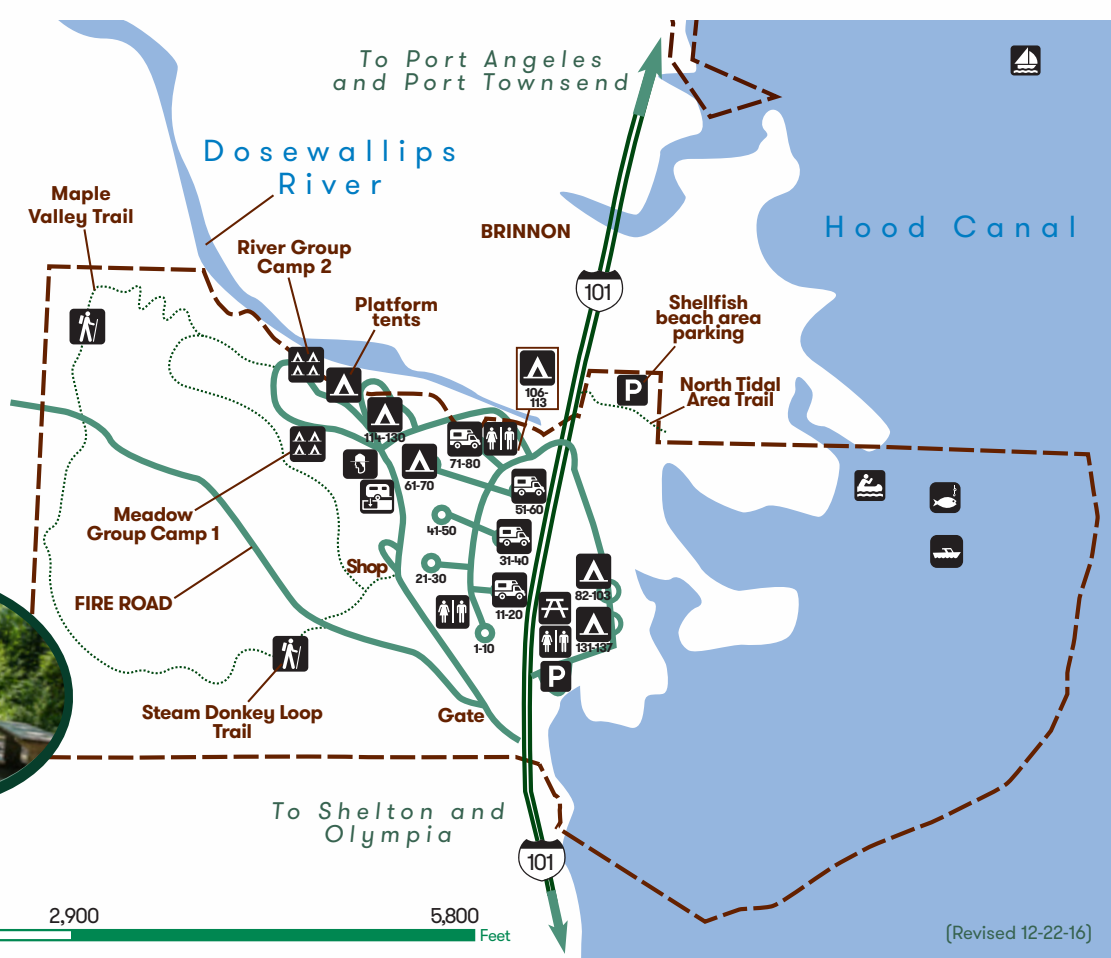 To Port Angeles
and Port Townsend
Dosewallips
River
Maple
Valley Trail
Hood Canal
BRINNON
River Group
Camp 2
101
Platform
tents
Shellfish
beach area
parking
P
North Tidal
Area Trail
106-
113
114-130
71-80
61-70
51-60
41-50
31-40
Meadow
Group Camp 1
Shop
21-30
11-20
82-103
FIRE ROAD
1-10
131-137
P
Steam Donkey Loop
Trail
Gate
To Shelton and
Olympia
101
2,900
5,800
Feet
(Revised 12-22-16)